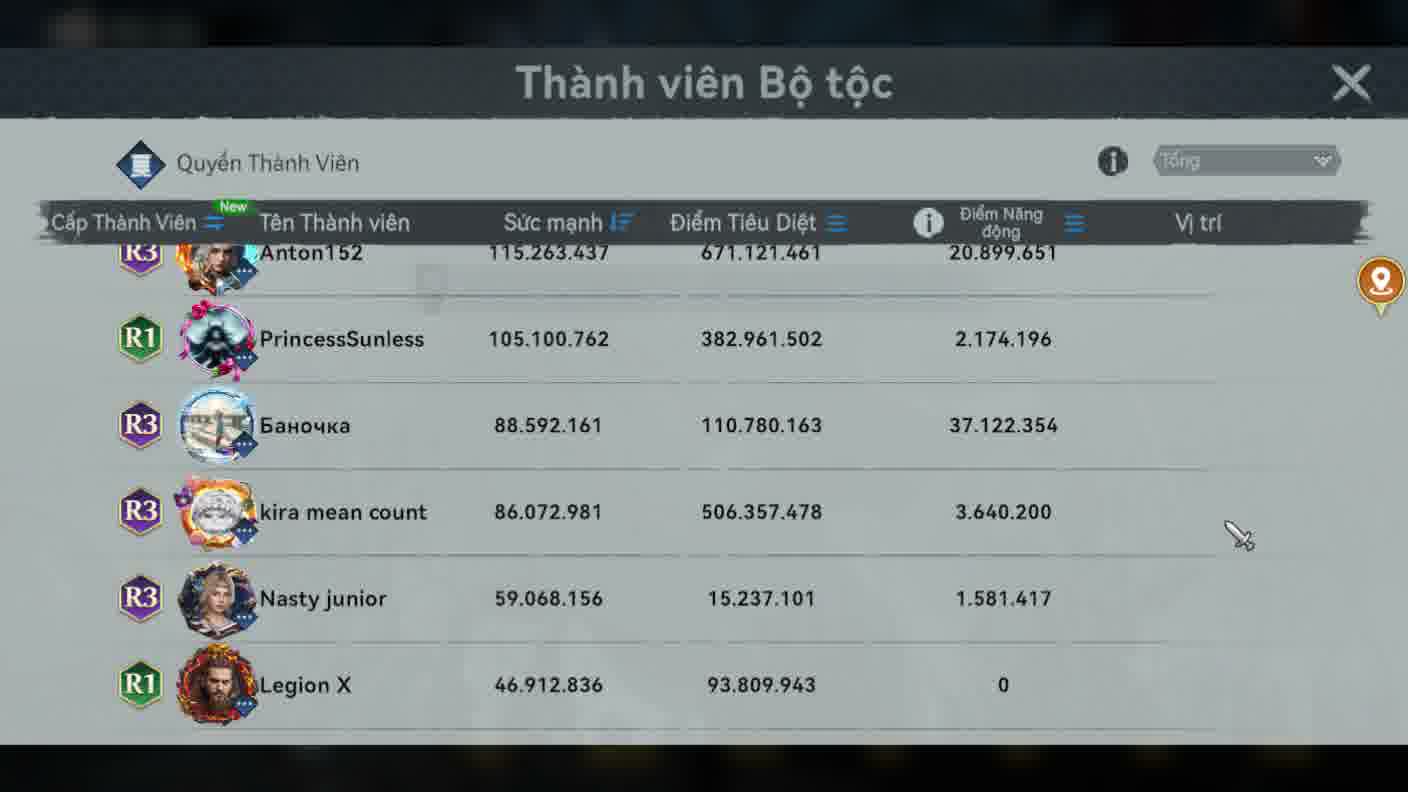 Thành viên Bộ tộc
Quyển Thành Viên
Tổng
New
Cấp Thành Viên Tên Thành viên Sức mạnh Điểm Tiêu Diệt Điểm Năng động Vị trí
R3 Anton152 115.263.437 671.121.461 20.899.651
R1 PrincessSunless 105.100.762 382.961.502 2.174.196
R3 Баночка 88.592.161 110.780.163 37.122.354
R3 kira mean count 86.072.981 506.357.478 3.640.200
R3 Nasty junior 59.068.156 15.237.101 1.581.417
R1 Legion X 46.912.836 93.809.943 0